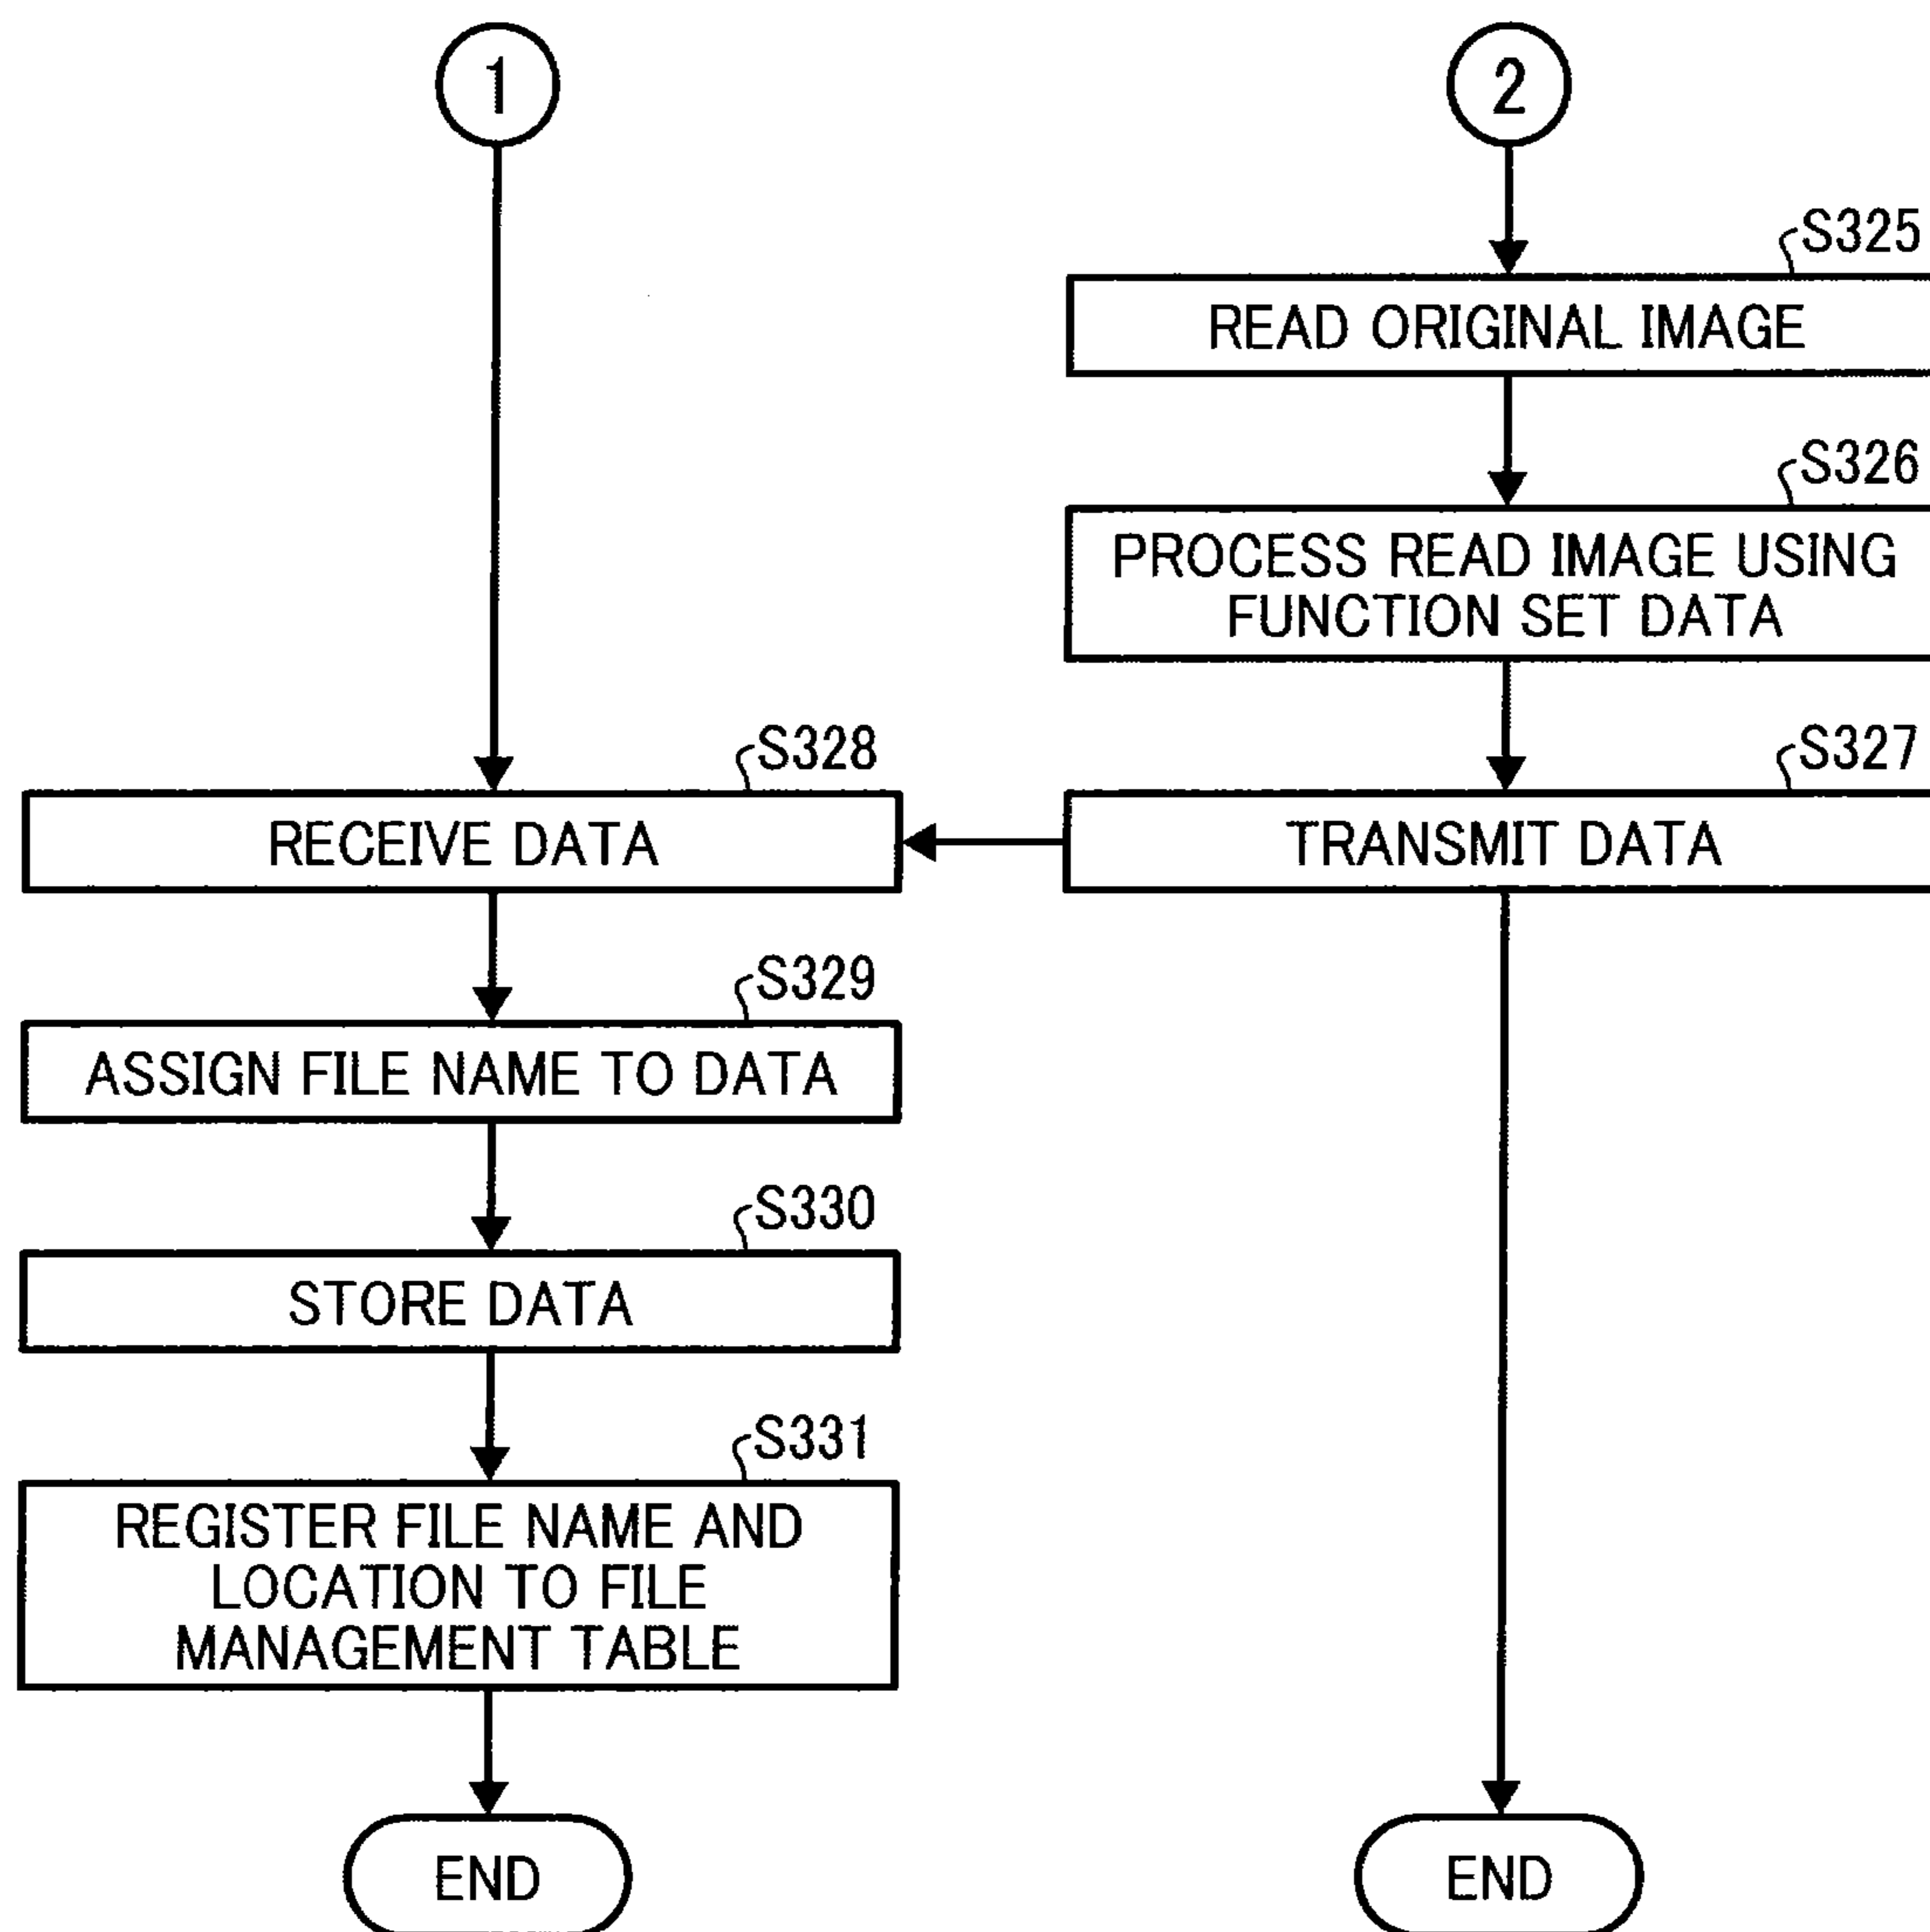 1
2
S325
READ ORIGINAL IMAGE
S326
PROCESS READ IMAGE USING
FUNCTION SET DATA
S328
S327
RECEIVE DATA
TRANSMIT DATA
S329
ASSIGN FILE NAME TO DATA
S330
STORE DATA
S331
REGISTER FILE NAME AND
LOCATION TO FILE
MANAGEMENT TABLE
END
END